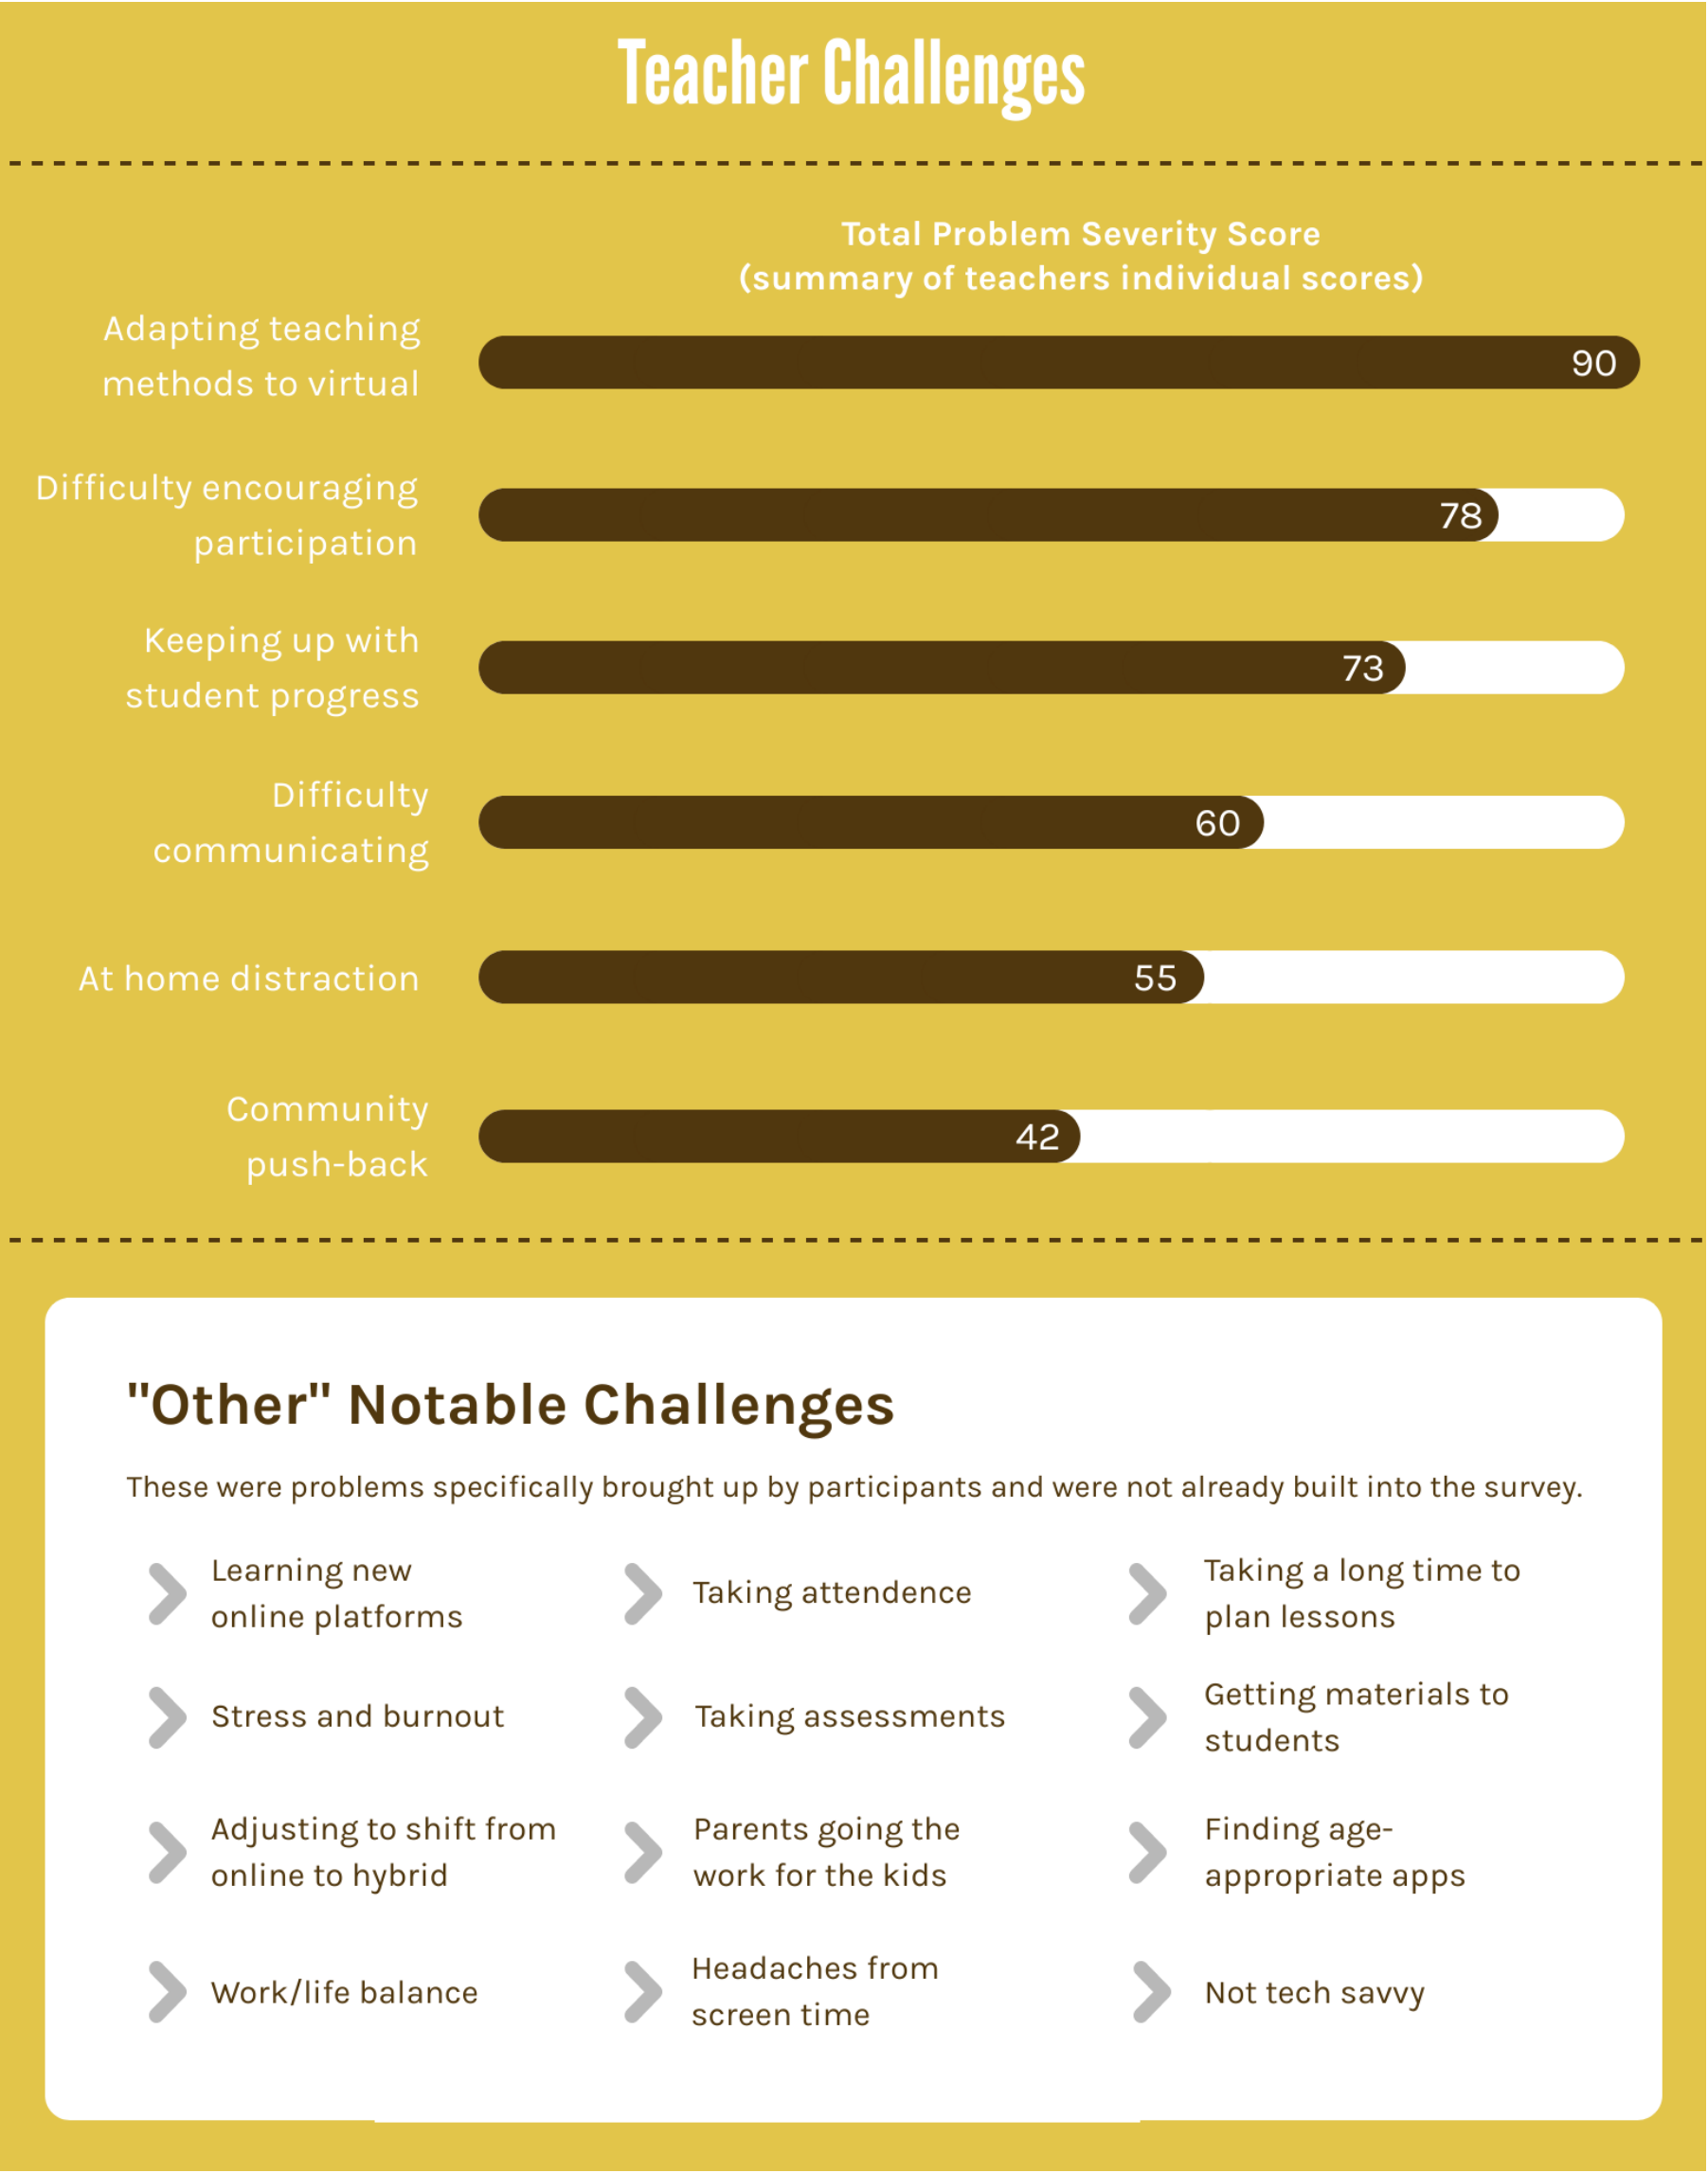 Teacher Challenges
Total Problem Severity Score
(summary of teachers individual scores)
Adapting teaching
methods to virtual
90
Difficulty encouraging
participation
78
Keeping up with
student progress
73
Difficulty
communicating
60
At home distraction
55
Community
push-back
42
"Other" Notable Challenges
These were problems specifically brought up by participants and were not already built into the survey.
Learning new
online platforms
Taking attendence
Taking a long time to
plan lessons
Stress and burnout
Taking assessments
Getting materials to
students
Adjusting to shift from
online to hybrid
Parents going the
work for the kids
Finding age-
appropriate apps
Work/life balance
Headaches from
screen time
Not tech savvy